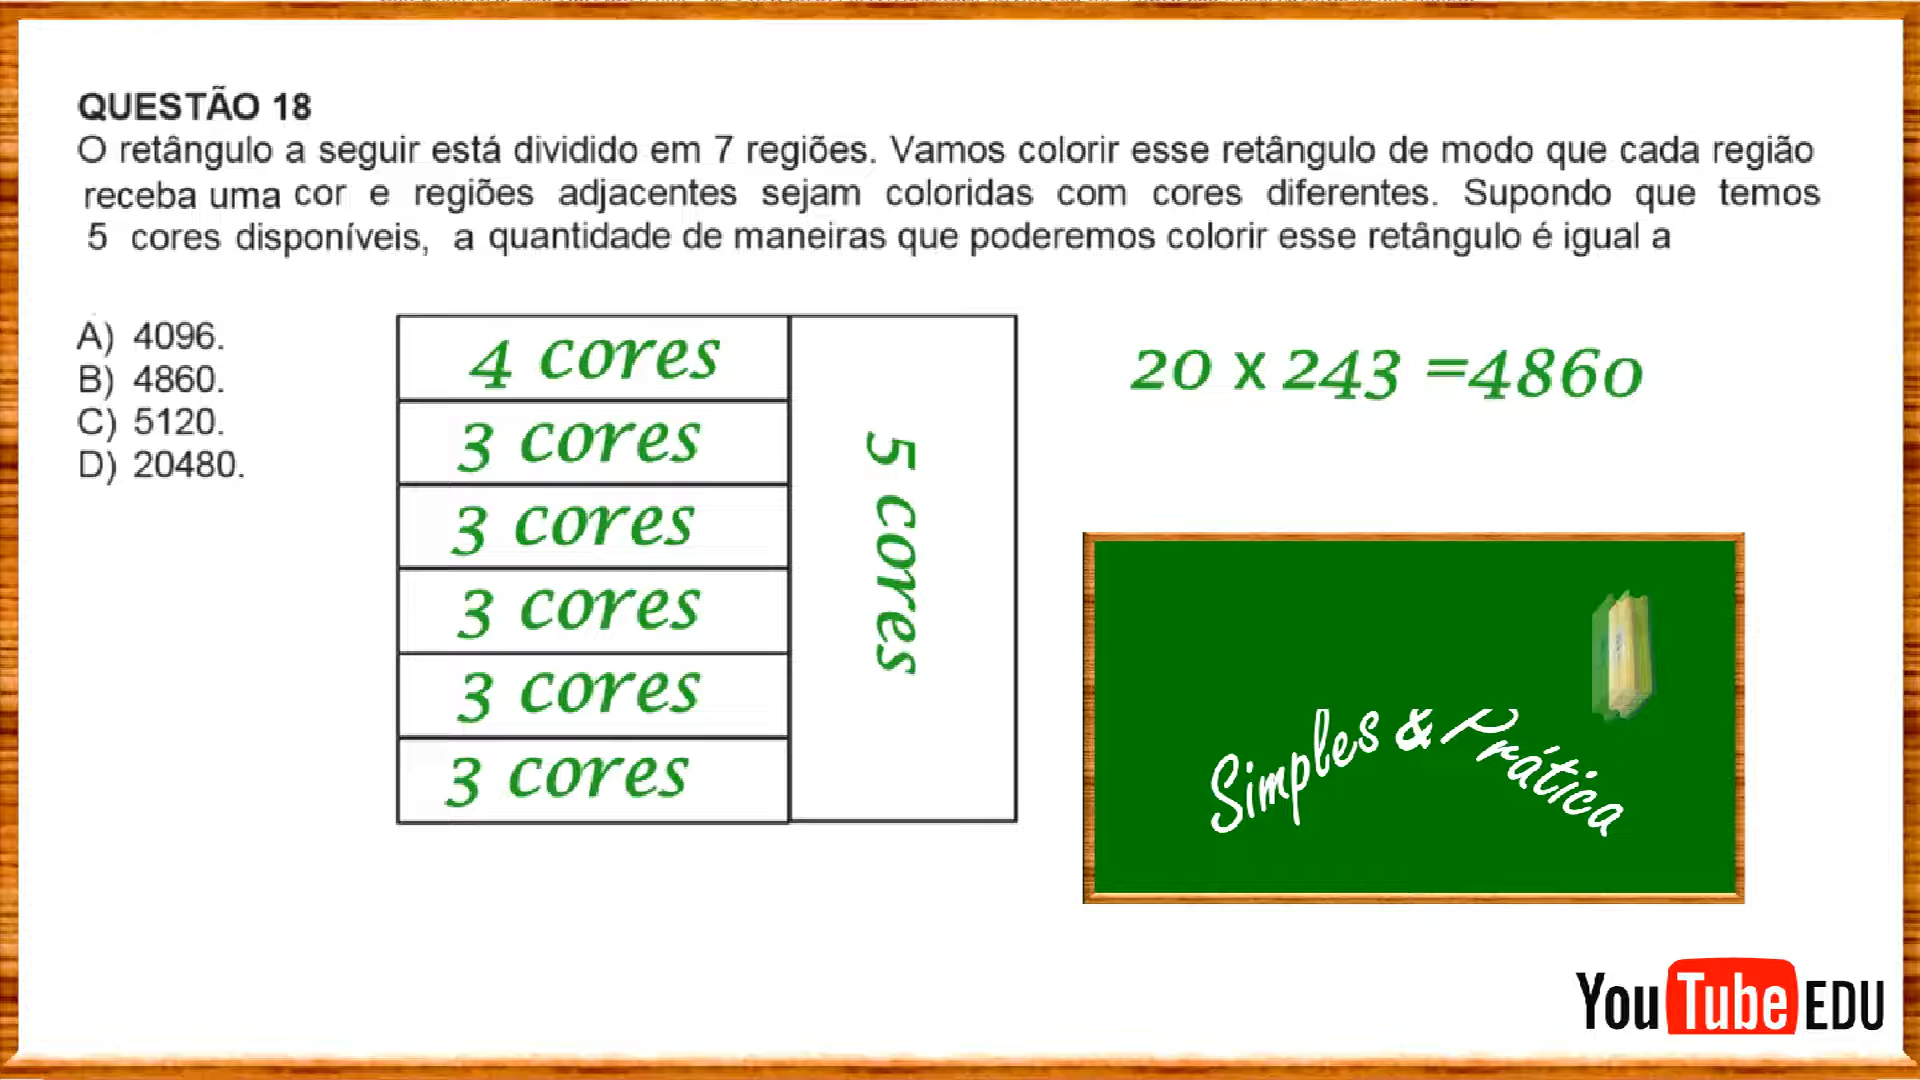 QUESTÃO 18
O retângulo a seguir está dividido em 7 regiões. Vamos colorir esse retângulo de modo que cada região
receba uma cor e regiões adjacentes sejam coloridas com cores diferentes. Supondo que temos
5 cores disponíveis, a quantidade de maneiras que poderemos colorir esse retângulo é igual a
A) 4096.
B) 4860.
C) 5120.
D) 20480.
4 cores
3 cores
3 cores
3 cores
3 cores
3 cores
5 cores
20 x 243 =4860
Simples & Prática
YouTube EDU